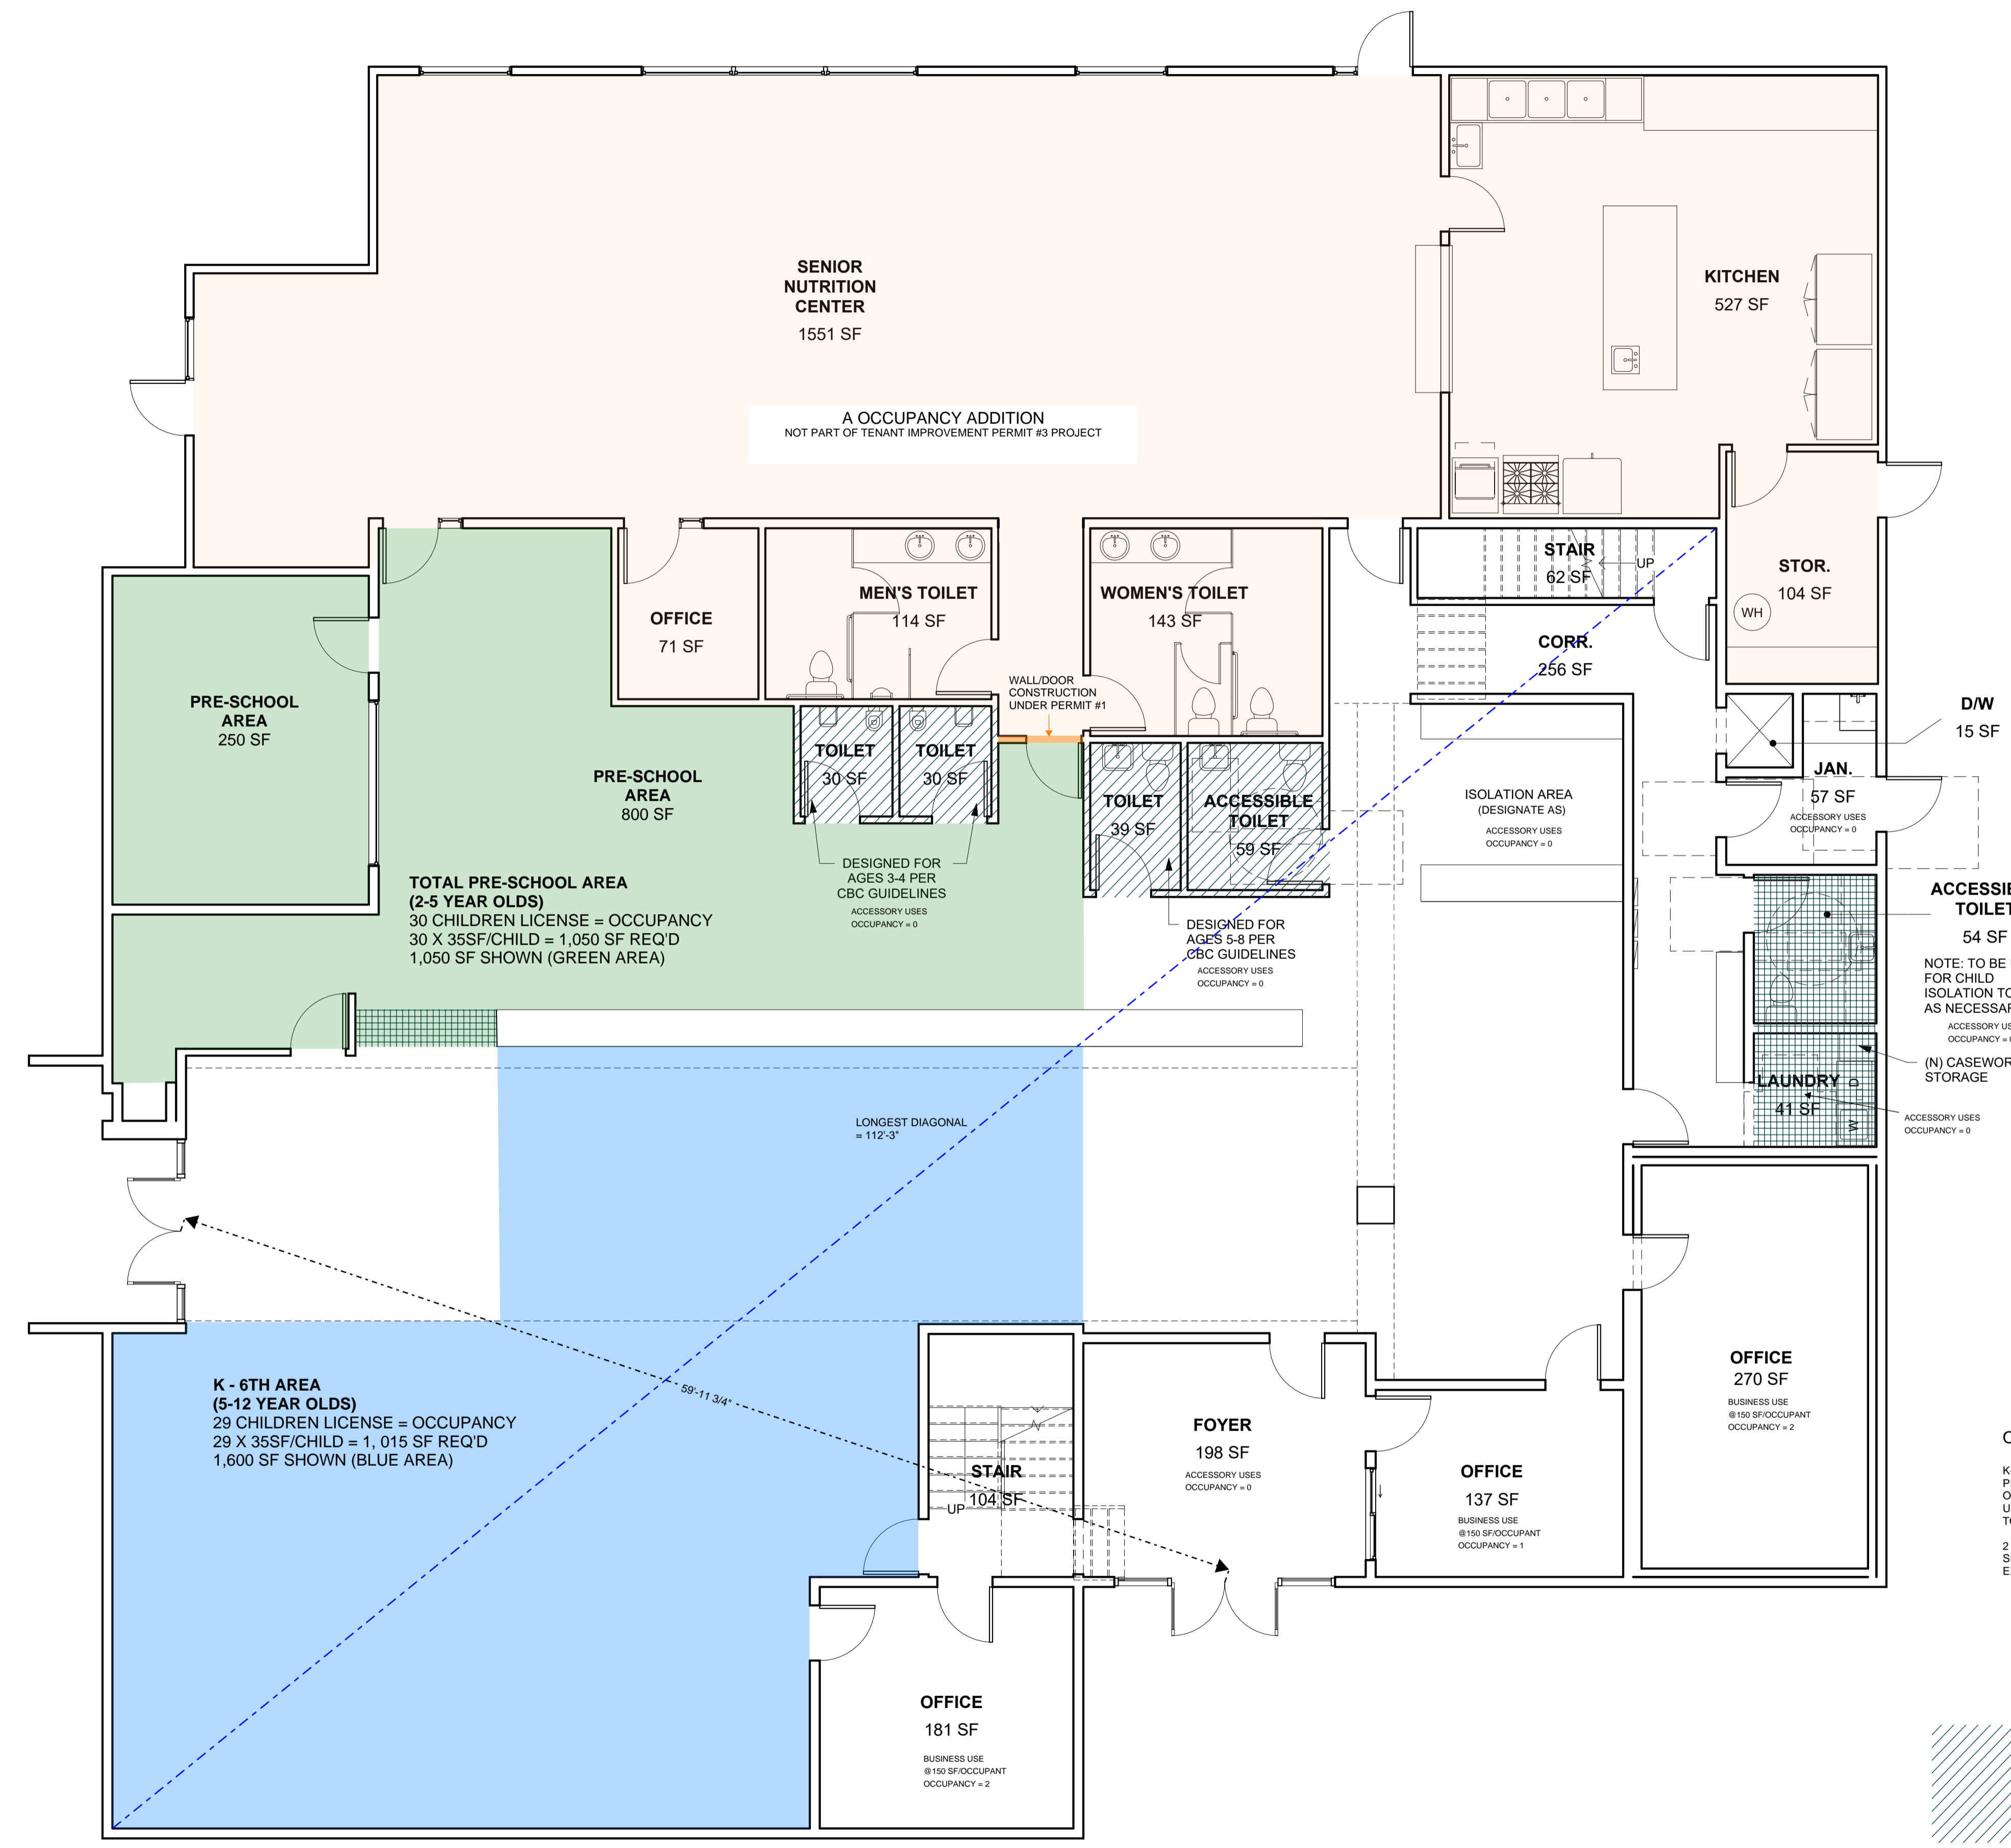 SENIOR
NUTRITION
CENTER
1551 SF
KITCHEN
527 SF
A OCCUPANCY ADDITION
NOT PART OF TENANT IMPROVEMENT PERMIT #3 PROJECT
STAIR
62 SF
UP
STOR.
104 SF
WH
MEN'S TOILET
114 SF
WOMEN'S TOILET
143 SF
OFFICE
71 SF
CORR.
256 SF
WALL/DOOR
CONSTRUCTION
UNDER PERMIT #1
PRE-SCHOOL
AREA
250 SF
D/W
15 SF
PRE-SCHOOL
AREA
800 SF
TOILET
30 SF
TOILET
30 SF
TOILET
39 SF
ACCESSIBLE
TOILET
59 SF
ISOLATION AREA
(DESIGNATE AS)
ACCESSORY USES
OCCUPANCY = 0
JAN.
57 SF
ACCESSORY USES
OCCUPANCY = 0
DESIGNED FOR
AGES 3-4 PER
CBC GUIDELINES
ACCESSORY USES
OCCUPANCY = 0
TOTAL PRE-SCHOOL AREA
(2-5 YEAR OLDS)
30 CHILDREN LICENSE = OCCUPANCY
30 X 35SF/CHILD = 1,050 SF REQ'D
1,050 SF SHOWN (GREEN AREA)
DESIGNED FOR
AGES 5-8 PER
CBC GUIDELINES
ACCESSORY USES
OCCUPANCY = 0
TOILET
54 SF
NOTE: TO BE
FOR CHILD
ISOLATION
AS
ACCESSORY
OCCUPANCY =
(N)
STORAGE
LAUNDRY
41 SF
D
W
ACCESSORY USES
OCCUPANCY = 0
LONGEST DIAGONAL
= 112'-3"
K - 6TH AREA
(5-12 YEAR OLDS)
29 CHILDREN LICENSE = OCCUPANCY
29 X 35SF/CHILD = 1, 015 SF REQ'D
1,600 SF SHOWN (BLUE AREA)
59'-11 3/4"
STAIR
104 SF
UP
FOYER
198 SF
ACCESSORY USES
OCCUPANCY = 0
OFFICE
137 SF
BUSINESS USE
@150 SF/OCCUPANT
OCCUPANCY = 1
OFFICE
270 SF
BUSINESS USE
@150 SF/OCCUPANT
OCCUPANCY = 2
OFFICE
181 SF
BUSINESS USE
@150 SF/OCCUPANT
OCCUPANCY = 2